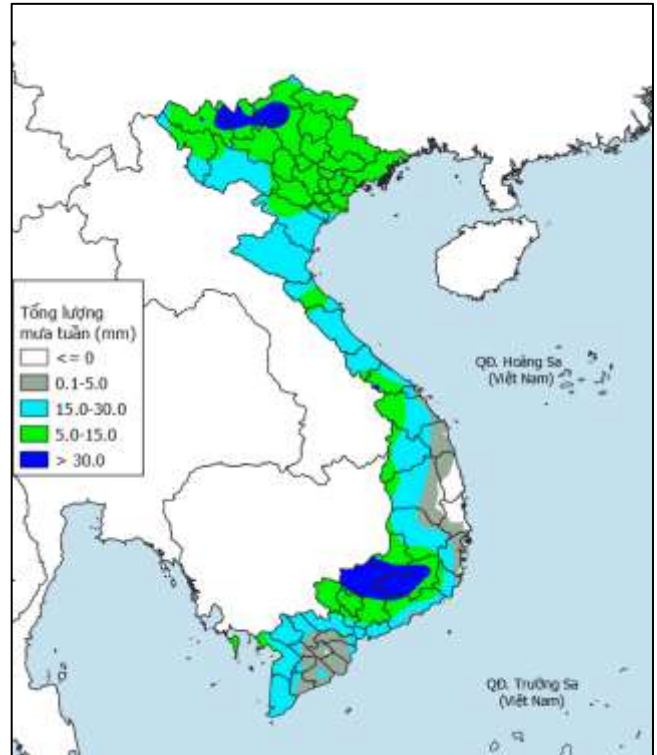 QĐ. Hoàng Sa
(Việt Nam)
Tổng lượng
mưa tuần (mm)
<= 0
0.1-5.0
15.0-30.0
5.0-15.0
> 30.0
QĐ. Trường Sa
(Việt Nam)